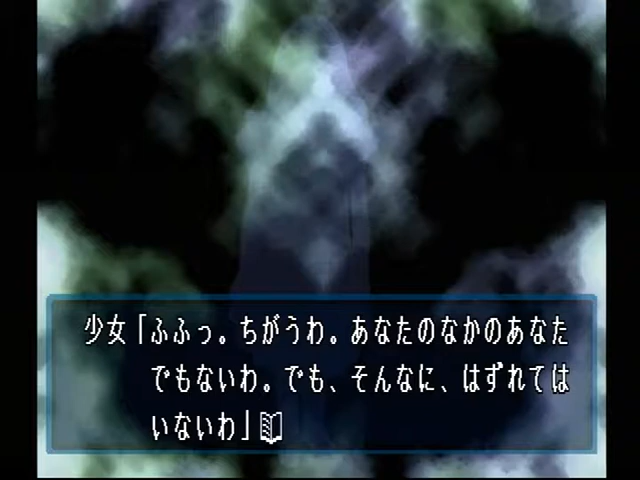 少女「ふふっ。ちがうわ。あなたのなかのあなた
でもないわ。でも、そんなに、はずれては
いないわ」